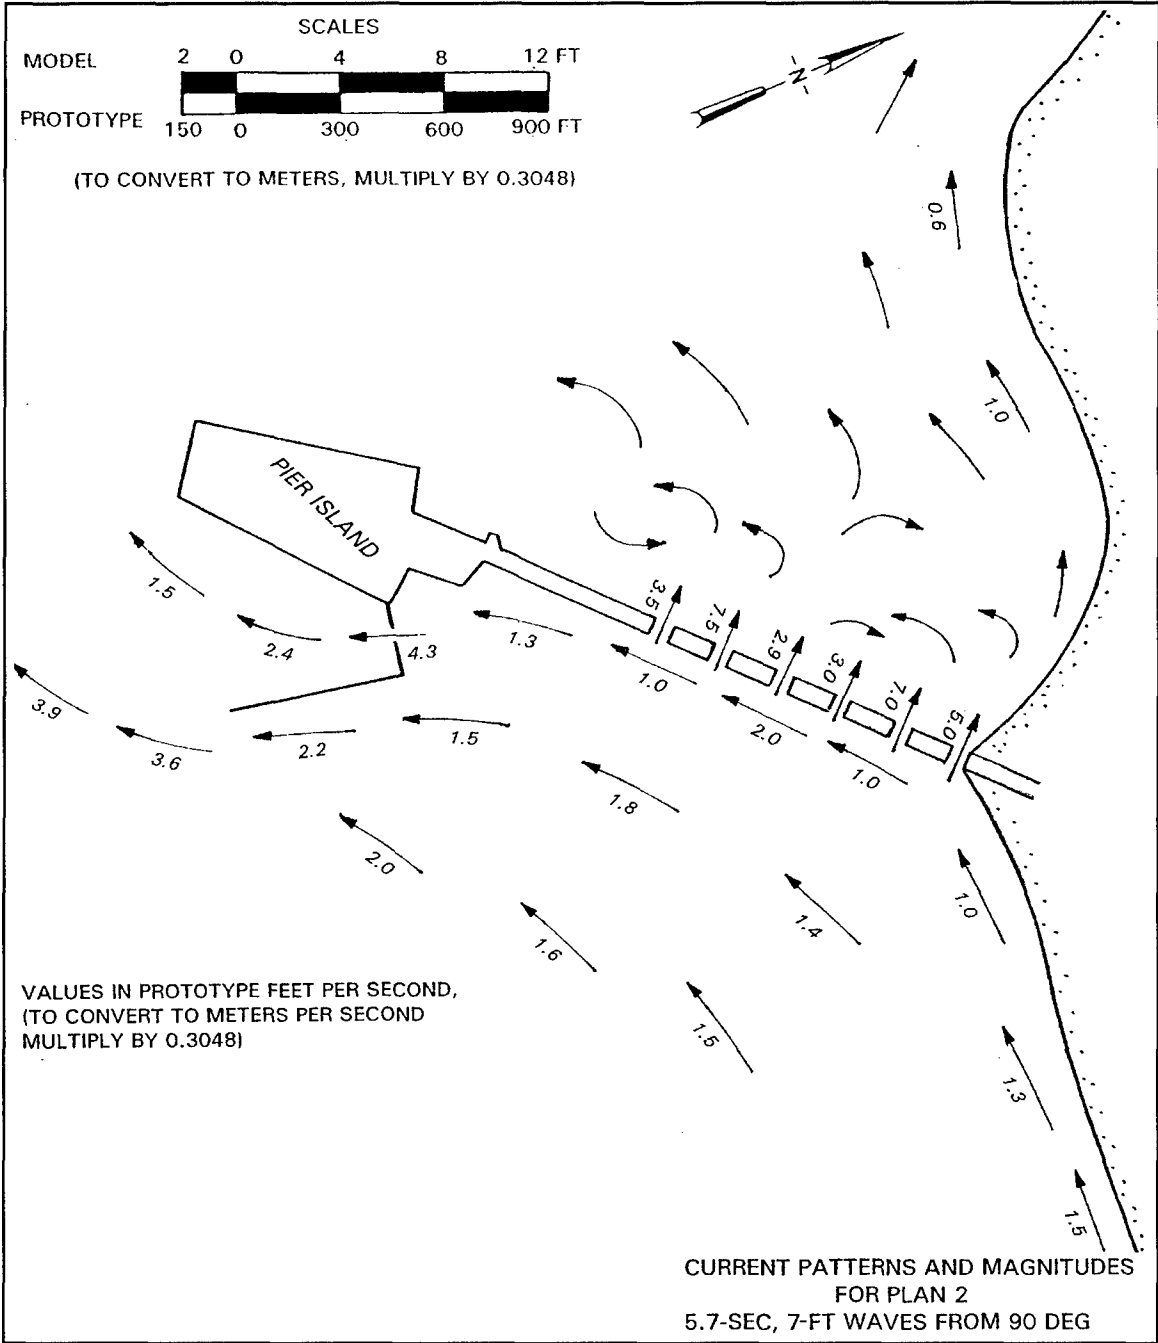 SCALES
MODEL
2 0 4 8 12 FT
PROTOTYPE
150 0 300 600 900 FT
(TO CONVERT TO METERS, MULTIPLY BY 0.3048)
N
0.6
1.0
PIER ISLAND
1.5
2.4
4.3
1.3
3.5
7.5
2.9
3.0
7.0
5.0
1.0
2.0
1.0
3.9
3.6
2.2
1.5
1.8
2.0
1.6
1.4
1.0
1.5
1.3
1.5
VALUES IN PROTOTYPE FEET PER SECOND,
(TO CONVERT TO METERS PER SECOND
MULTIPLY BY 0.3048)
CURRENT PATTERNS AND MAGNITUDES
FOR PLAN 2
5.7-SEC, 7-FT WAVES FROM 90 DEG